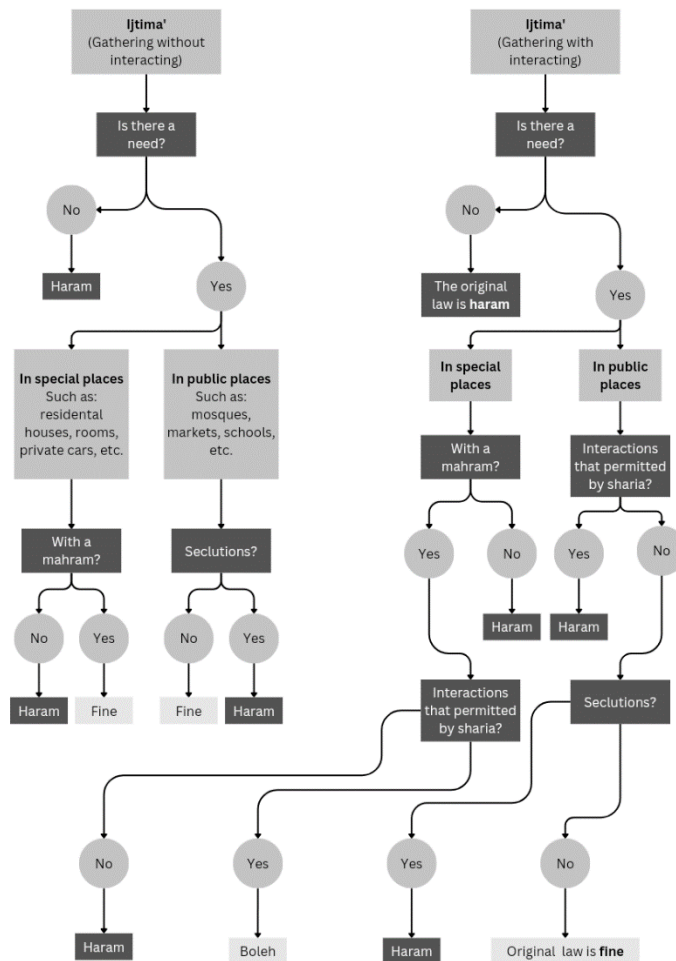 Ijtima'
(Gathering without
interacting)
Is there a
need?
No
Haram
Yes
In special places
Such as:
residental
houses, rooms,
private cars, etc.
In public places
Such as:
mosques,
markets, schools,
etc.
With a
mahram?
Seclutions?
No
Yes
No
Yes
Haram
Fine
Fine
Haram
Ijtima'
(Gathering with
interacting)
Is there a
need?
No
The original
law is haram
Yes
In special
places
In public
places
With a
mahram?
Interactions
that permitted
by sharia?
Yes
No
Yes
No
Haram
Haram
Interactions
that permitted
by sharia?
Seclutions?
No
Yes
Yes
No
Haram
Boleh
Haram
Original law is fine